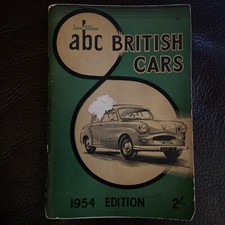 abc BRITISH
CARS
1954 EDITION 2/-